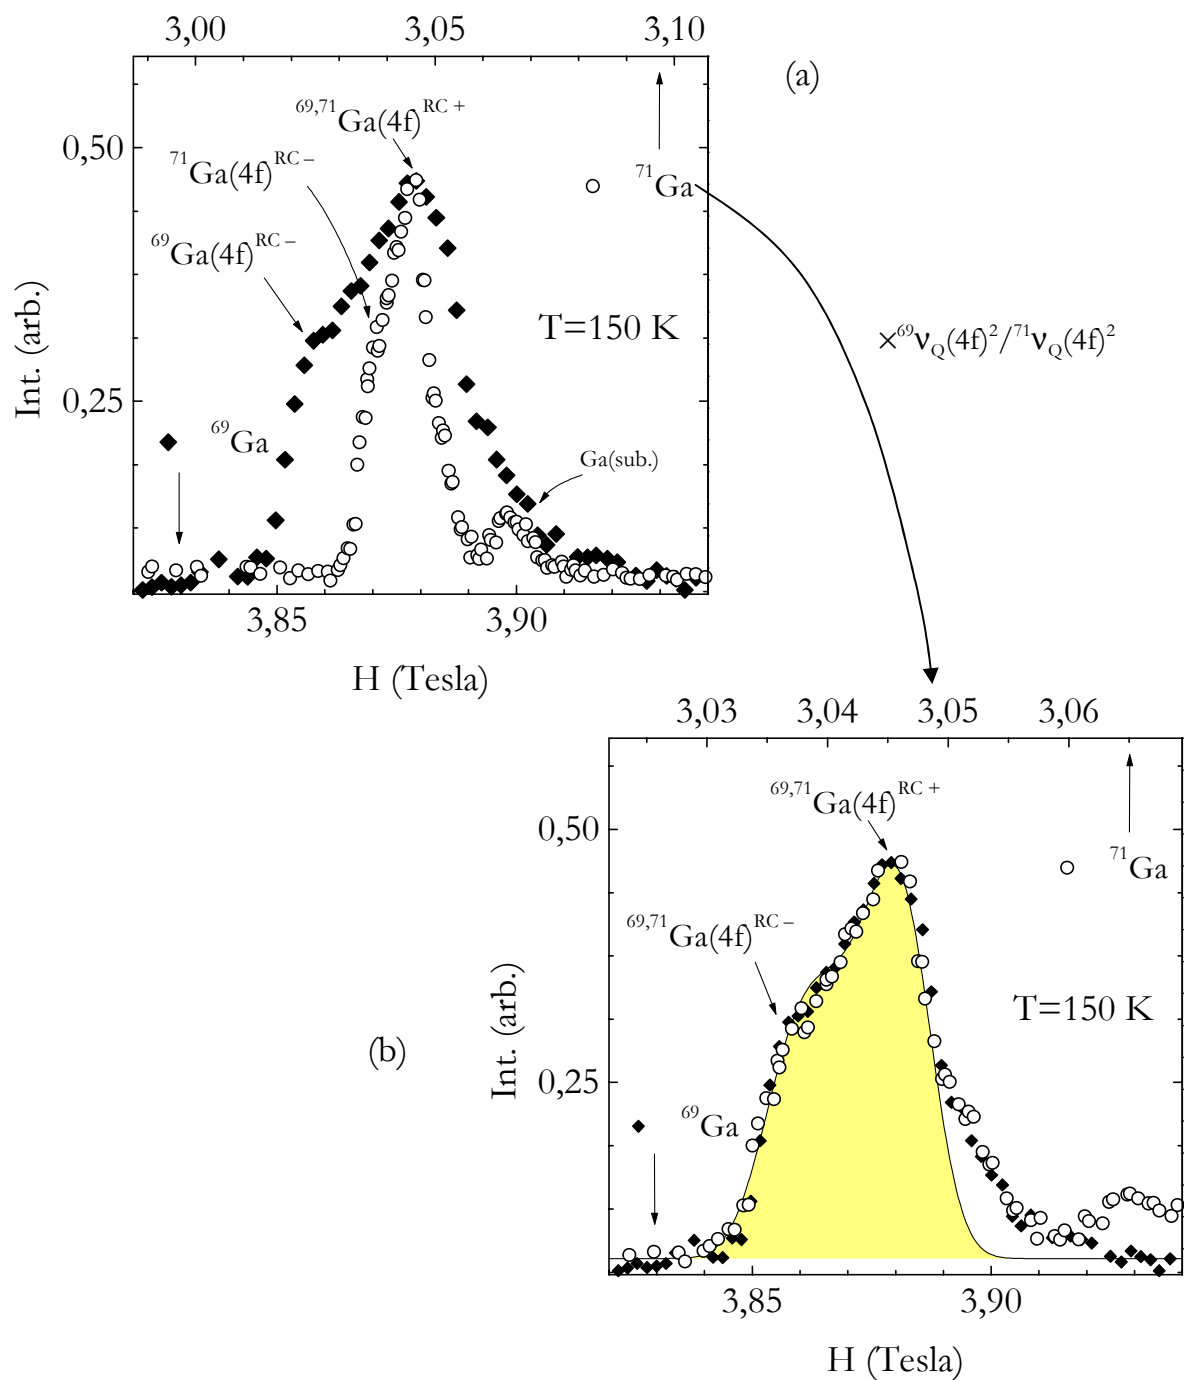 3,00 3,05 3,10
(a)
69,71Ga(4f)RC +
0,50
71Ga(4f)RC –
71Ga
69Ga(4f)RC –
Int. (arb.)
T=150 K
×69νQ(4f)2/71νQ(4f)2
0,25
69Ga
Ga(sub.)
3,85 3,90
H (Tesla)
3,03 3,04 3,05 3,06
69,71Ga(4f)RC +
0,50
71Ga
69,71Ga(4f)RC –
Int. (arb.)
T=150 K
(b)
0,25
69Ga
3,85 3,90
H (Tesla)